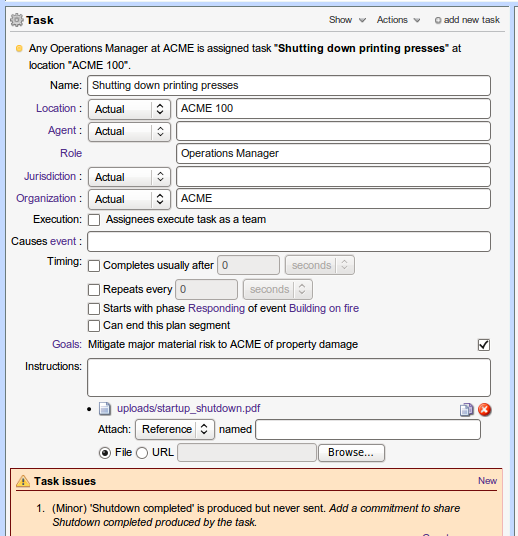 Task Show Actions add new task
Any Operations Manager at ACME is assigned task "Shutting down printing presses" at
location "ACME 100".
Name: Shutting down printing presses
Location : Actual ACME 100
Agent : Actual
Role Operations Manager
Jurisdiction : Actual
Organization : Actual ACME
Execution: Assignees execute task as a team
Causes event :
Timing: Completes usually after 0 seconds
Repeats every 0 seconds
Starts with phase Responding of event Building on fire
Can end this plan segment
Goals: Mitigate major material risk to ACME of property damage
Instructions:
uploads/startup_shutdown.pdf
Attach: Reference named
File URL Browse...
Task issues New
1. (Minor) 'Shutdown completed' is produced but never sent. Add a commitment to share
Shutdown completed produced by the task.